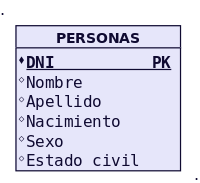 PERSONAS
DNI PK
Nombre
Apellido
Nacimiento
Sexo
Estado civil